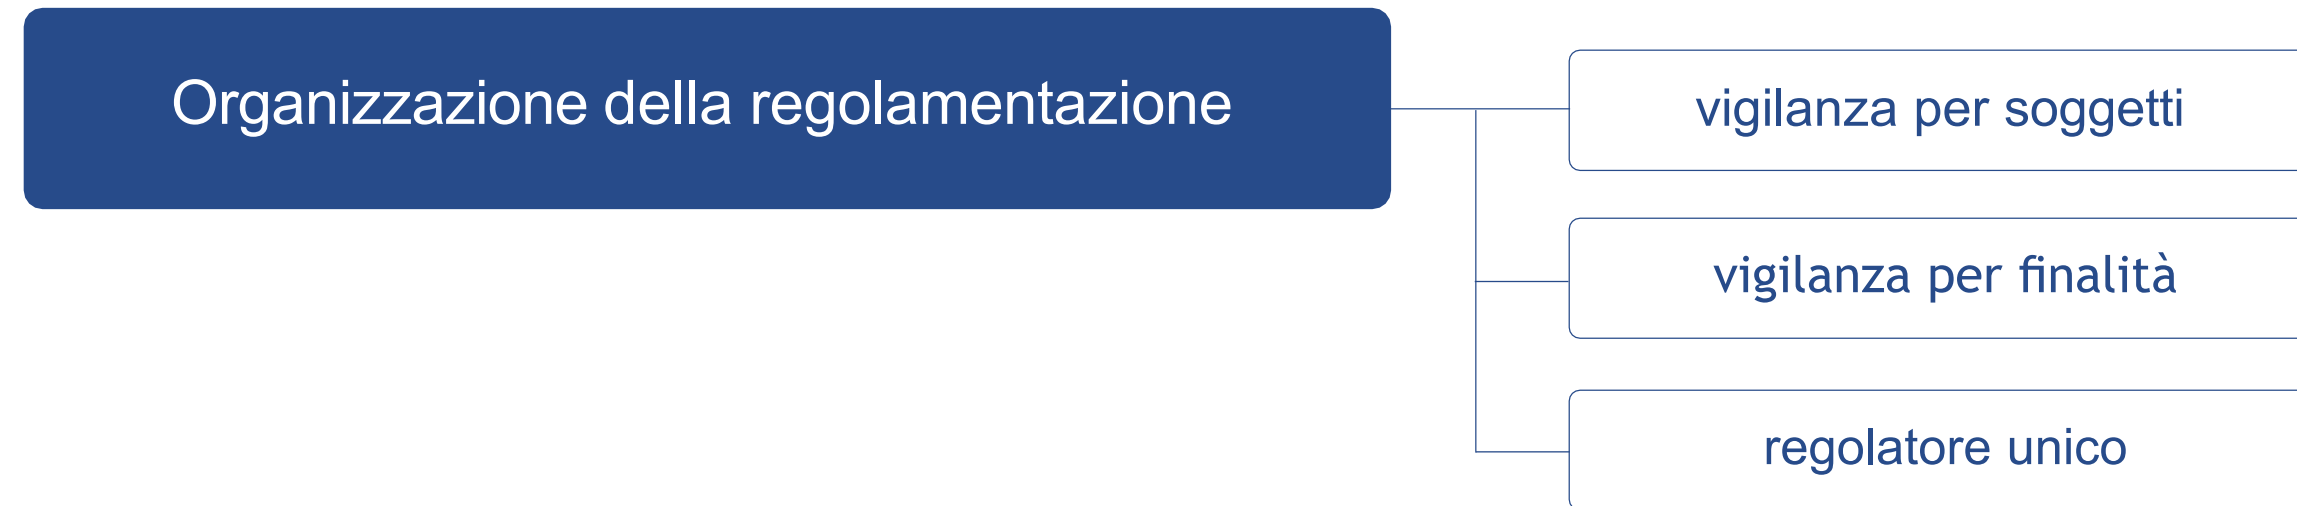 Organizzazione della regolamentazione
vigilanza per soggetti
vigilanza per finalità
regolatore unico